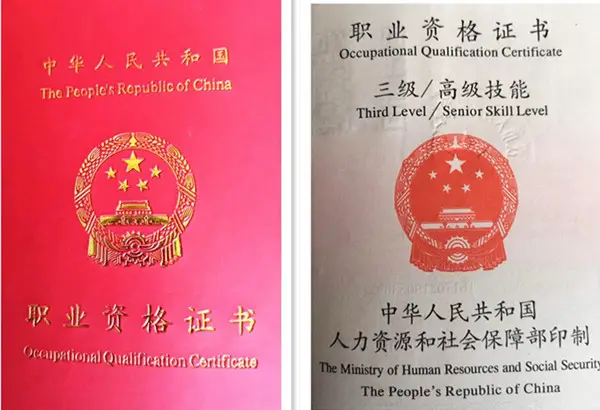 中华人民共和国
The People's Republic of China
职业资格证书
Occupational Qualification Certificate
职业资格证书
Occupational Qualification Certificate
三级/高级技能
Third Level/Senior Skill Level
中华人民共和国
人力资源和社会保障部印制
The Ministry of Human Resources and Social Security
The People's Republic of China